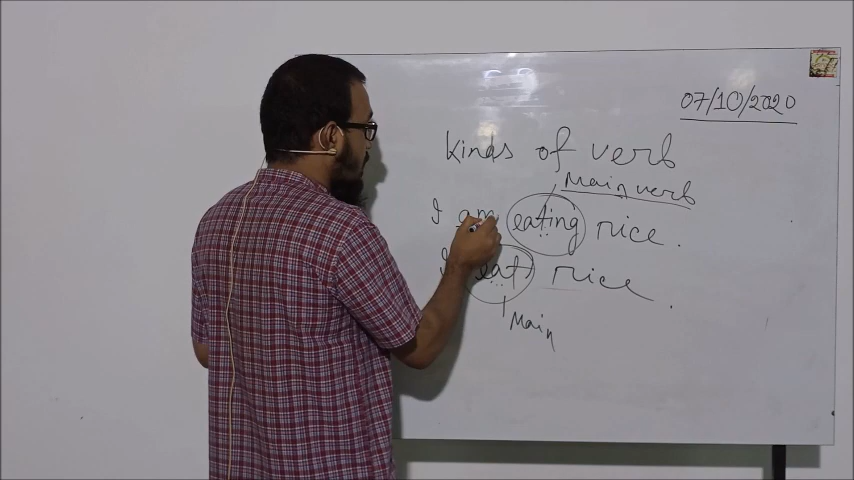 07/10/2020
Kinds of verb
Main verb
I am eating rice.
I eat rice.
Main